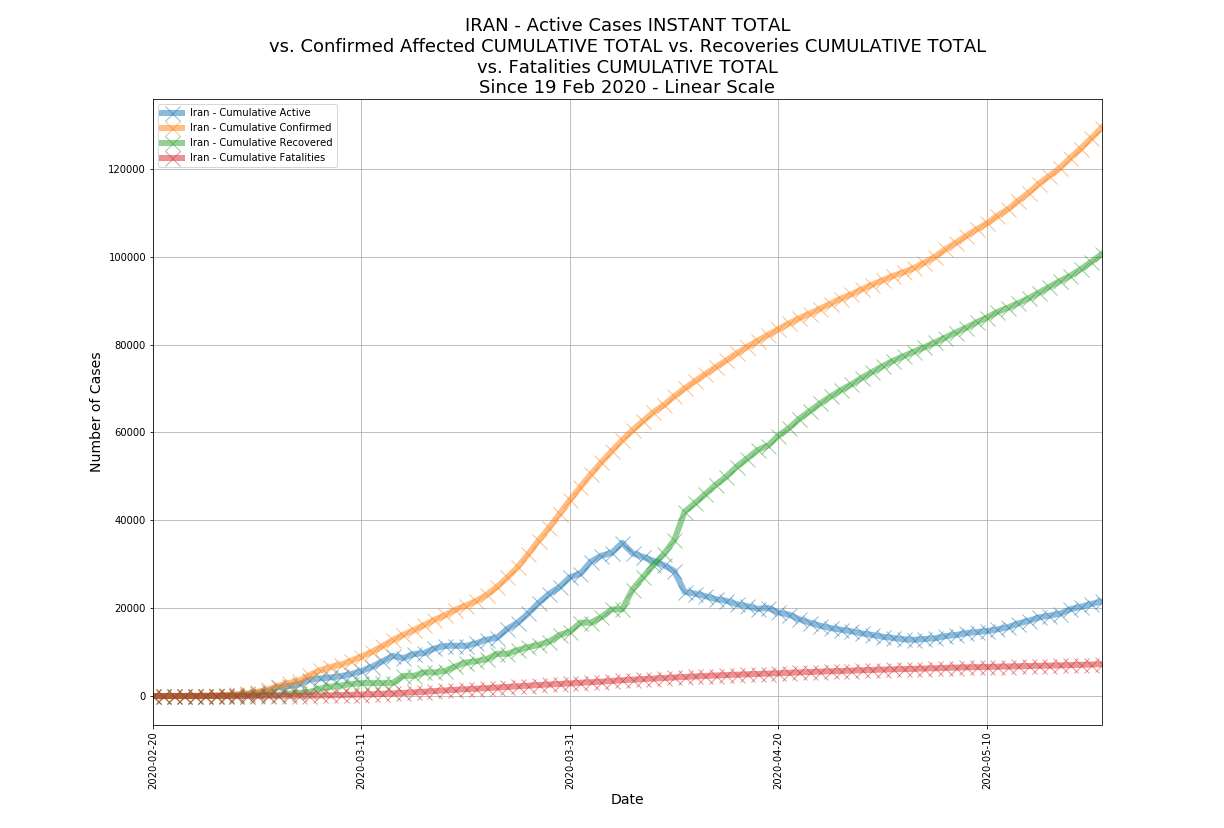 IRAN - Active Cases INSTANT TOTAL
vs. Confirmed Affected CUMULATIVE TOTAL vs. Recoveries CUMULATIVE TOTAL
vs. Fatalities CUMULATIVE TOTAL
Since 19 Feb 2020 - Linear Scale
Iran - Cumulative Active
Iran - Cumulative Confirmed
Iran - Cumulative Recovered
Iran - Cumulative Fatalities
120000
100000
80000
60000
40000
20000
0
Number of Cases
2020-02-20
2020-03-11
2020-03-31
2020-04-20
2020-05-10
Date